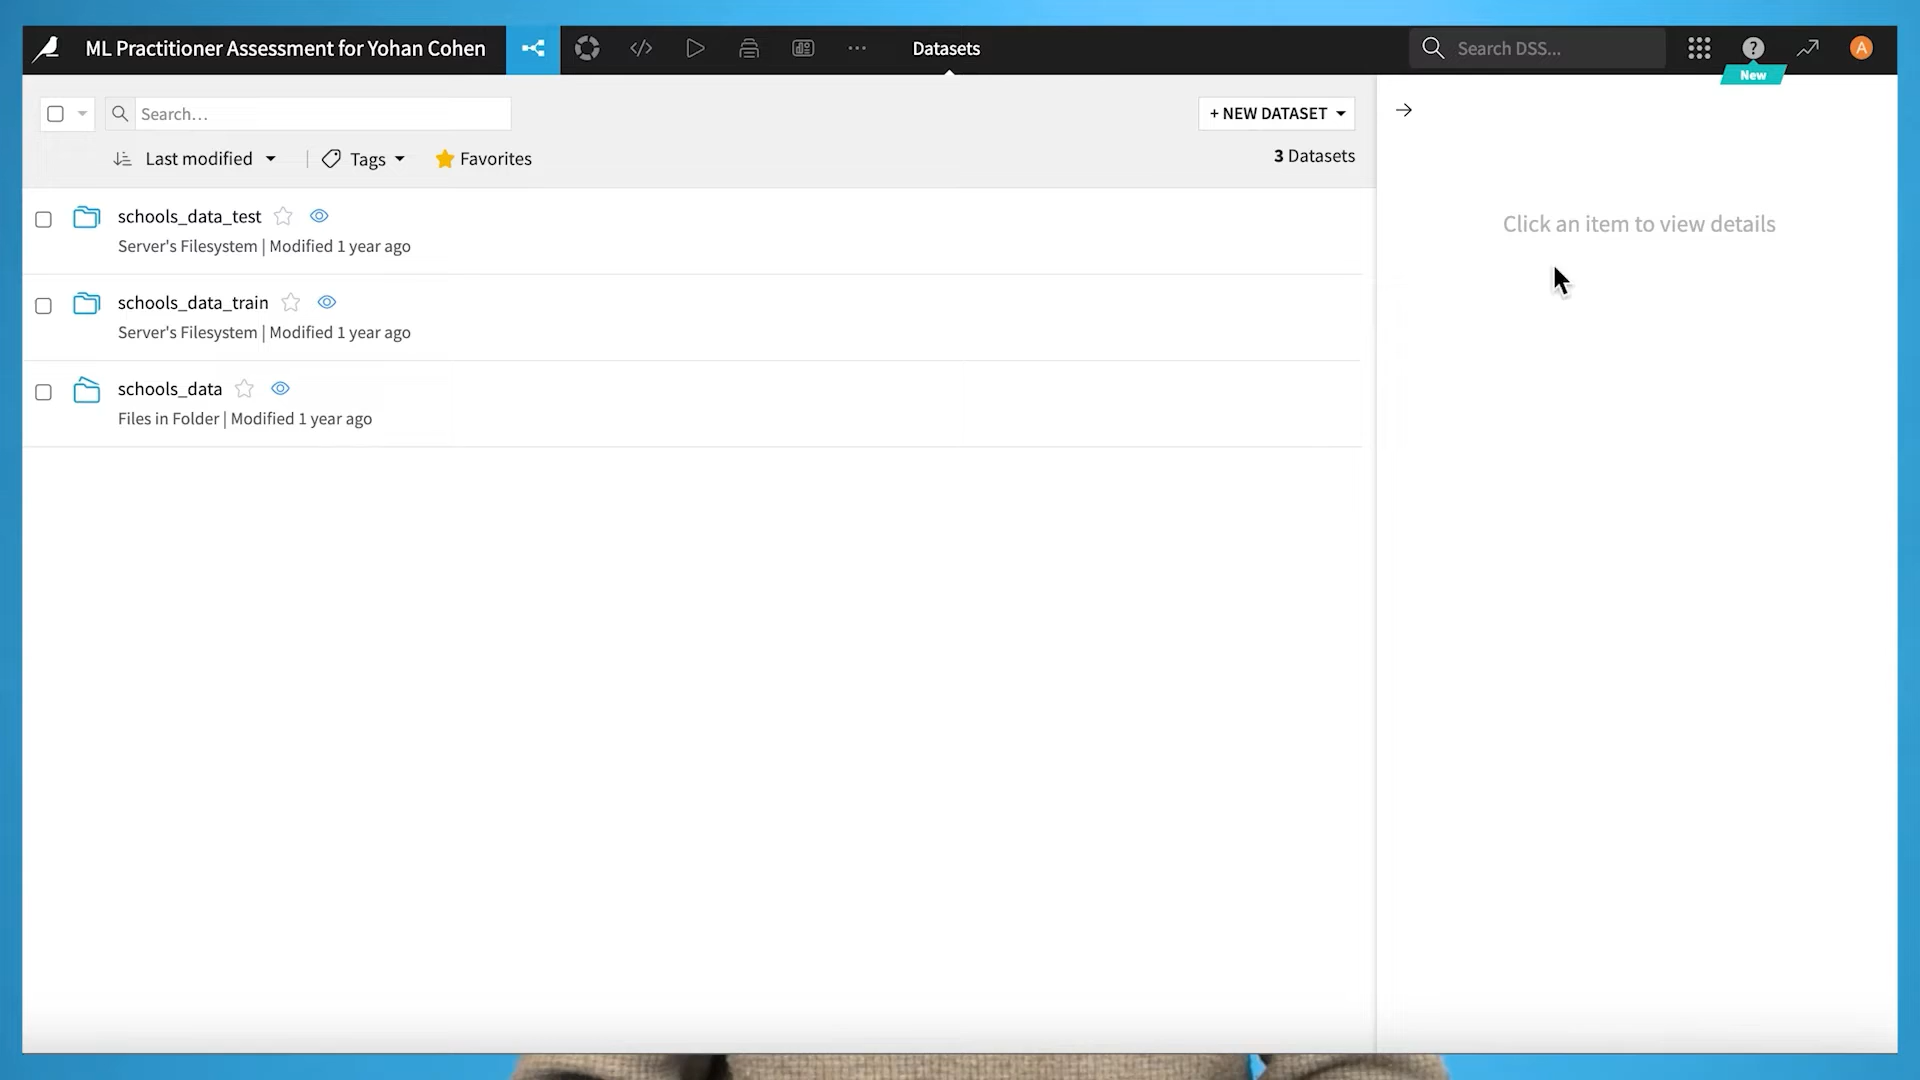 ML Practitioner Assessment for Yohan Cohen
Datasets
Search DSS...
A
New
Search...
+ NEW DATASET
Last modified
Tags
Favorites
3 Datasets
schools_data_test
Server's Filesystem | Modified 1 year ago
schools_data_train
Server's Filesystem | Modified 1 year ago
schools_data
Files in Folder | Modified 1 year ago
Click an item to view details